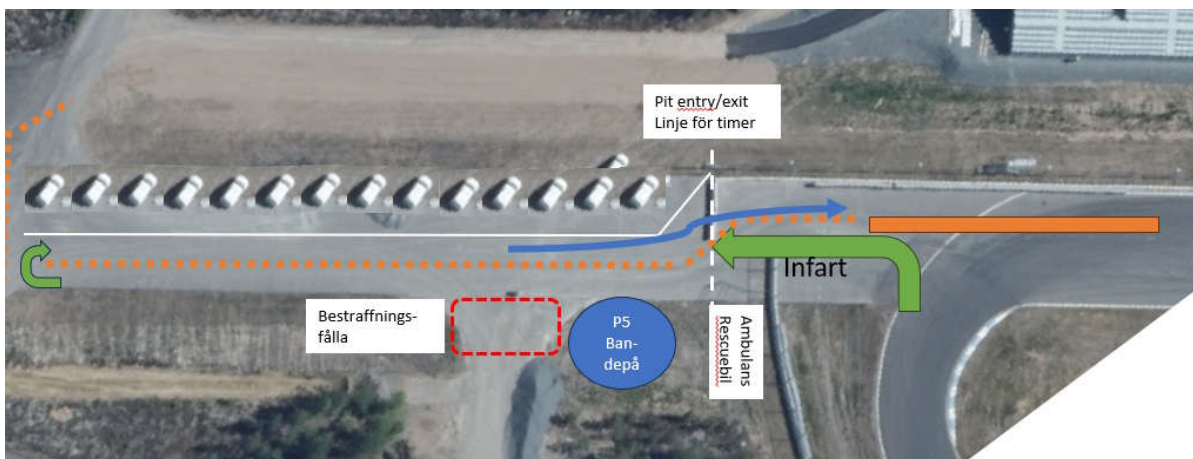 Pit entry/exit
Linje för timer
Infart
Bestraffnings-
fålla
P5
Ban-
depå
Ambulans
Rescuebil